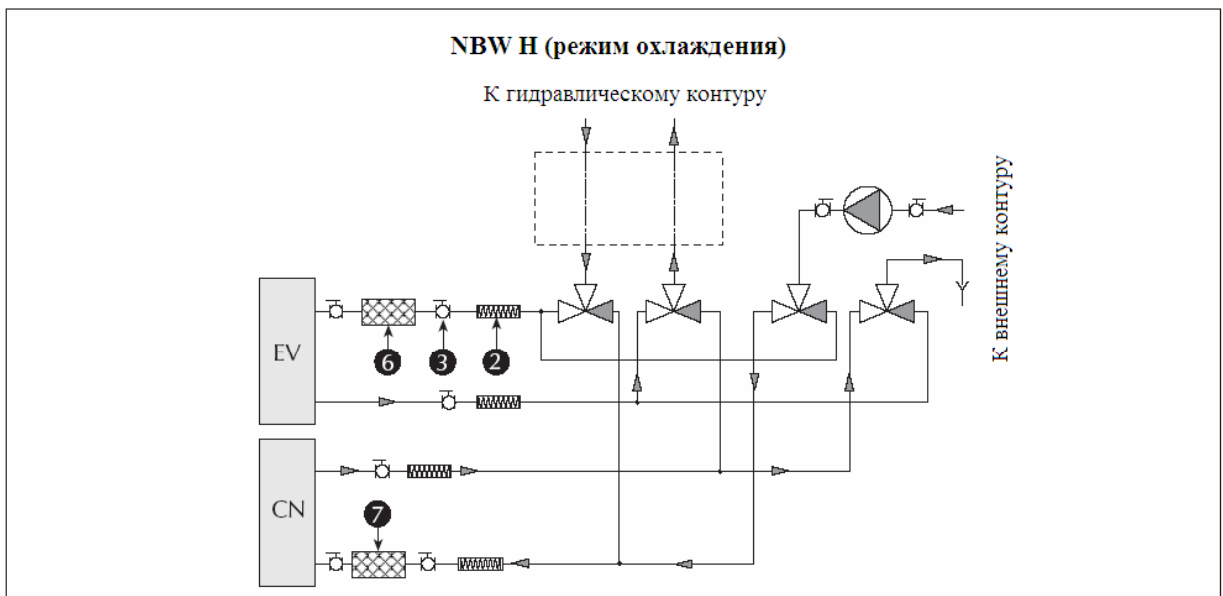 NBW H (режим охлаждения)
К гидравлическому контуру
К внешнему контуру
EV
6
3
2
CN
7